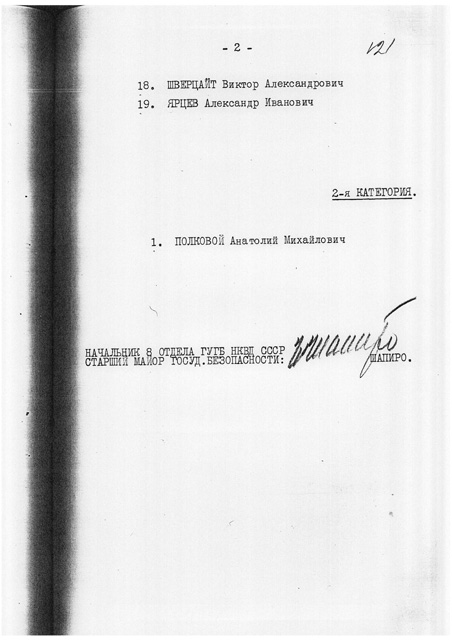 - 2 -
121
18. ШВЕРЦАЙТ Виктор Александрович
19. ЯРЦЕВ Александр Иванович
2-я КАТЕГОРИЯ.
1. ПОЛКОВОЙ Анатолий Михайлович
НАЧАЛЬНИК 8 ОТДЕЛА ГУГБ НКВД СССР
СТАРШИЙ МАЙОР ГОСУД.БЕЗОПАСНОСТИ:
Шапиро
ШАПИРО.